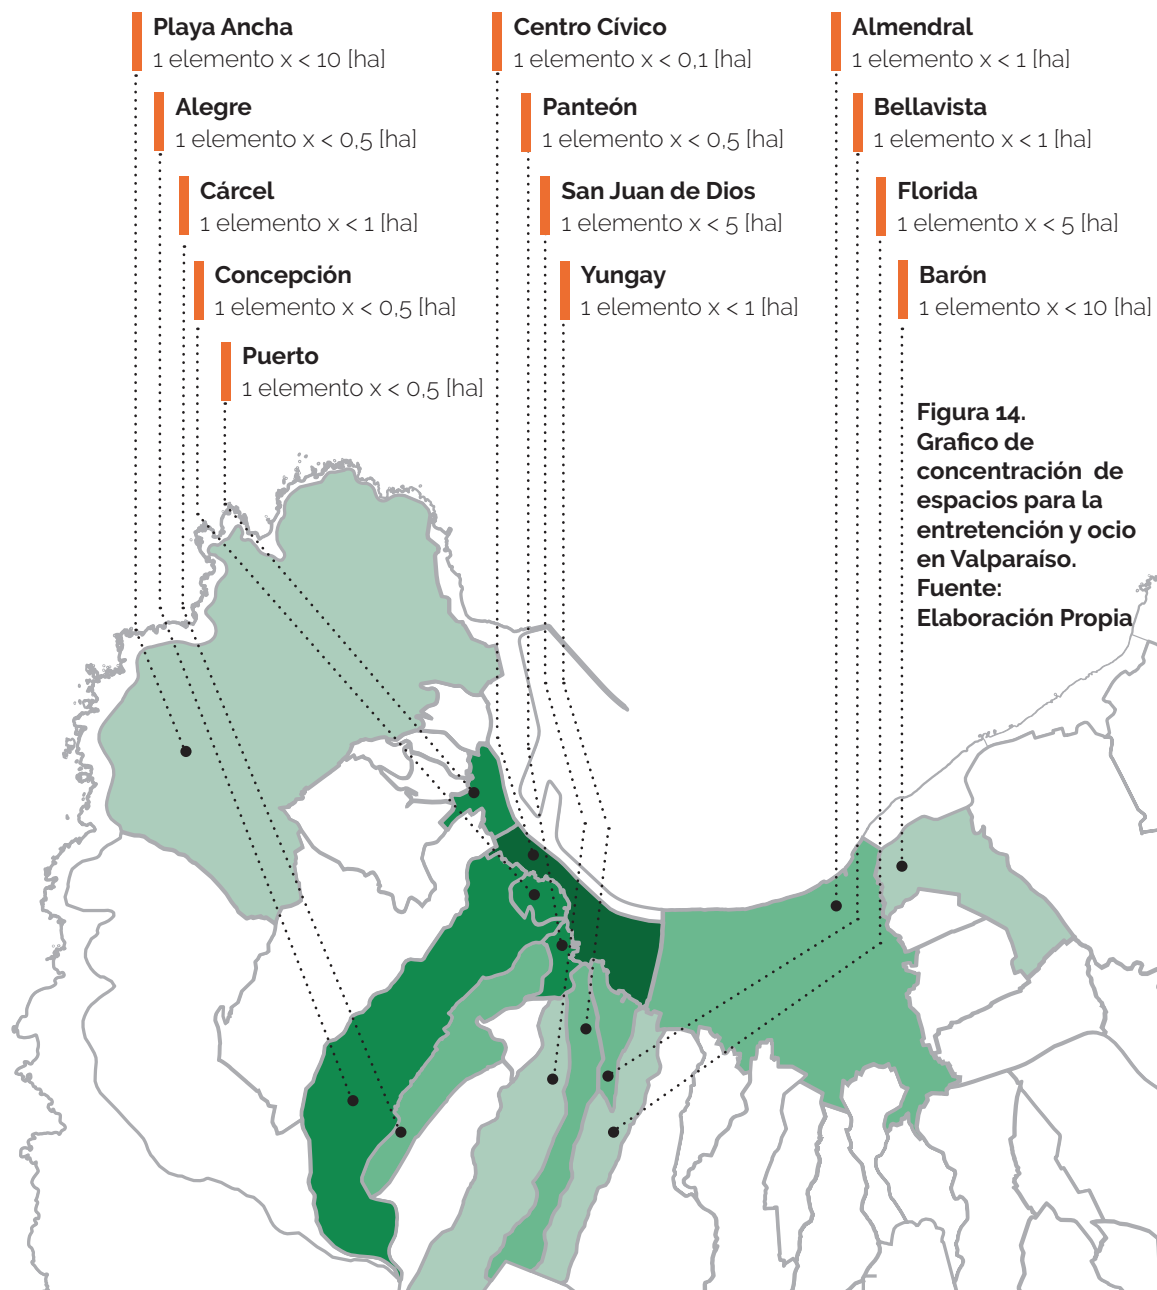 Playa Ancha
1 elemento x < 10 [ha]
Alegre
1 elemento x < 0,5 [ha]
Cárcel
1 elemento x < 1 [ha]
Concepción
1 elemento x < 0,5 [ha]
Puerto
1 elemento x < 0,5 [ha]
Centro Cívico
1 elemento x < 0,1 [ha]
Panteón
1 elemento x < 0,5 [ha]
San Juan de Dios
1 elemento x < 5 [ha]
Yungay
1 elemento x < 1 [ha]
Almendral
1 elemento x < 1 [ha]
Bellavista
1 elemento x < 1 [ha]
Florida
1 elemento x < 5 [ha]
Barón
1 elemento x < 10 [ha]
Figura 14.
Grafico de
concentración de
espacios para la
entretención y ocio
en Valparaíso.
Fuente:
Elaboración Propia